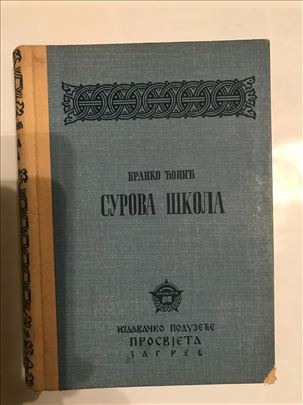 БРАНКО ЋОПИЋ
СУРОВА ШКОЛА
ИЗДАВАЧКО ПОДУЗЕЋЕ
ПРОСВЈЕТА
ЗАГРЕБ